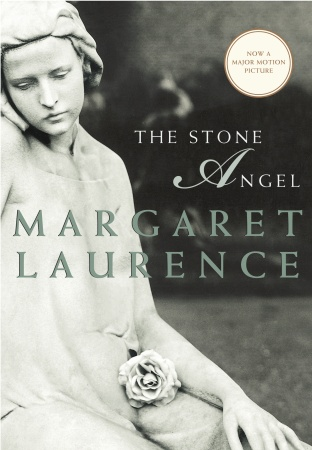 NOW A
MAJOR MOTION
PICTURE
THE STONE
ANGEL
MARGARET
LAURENCE